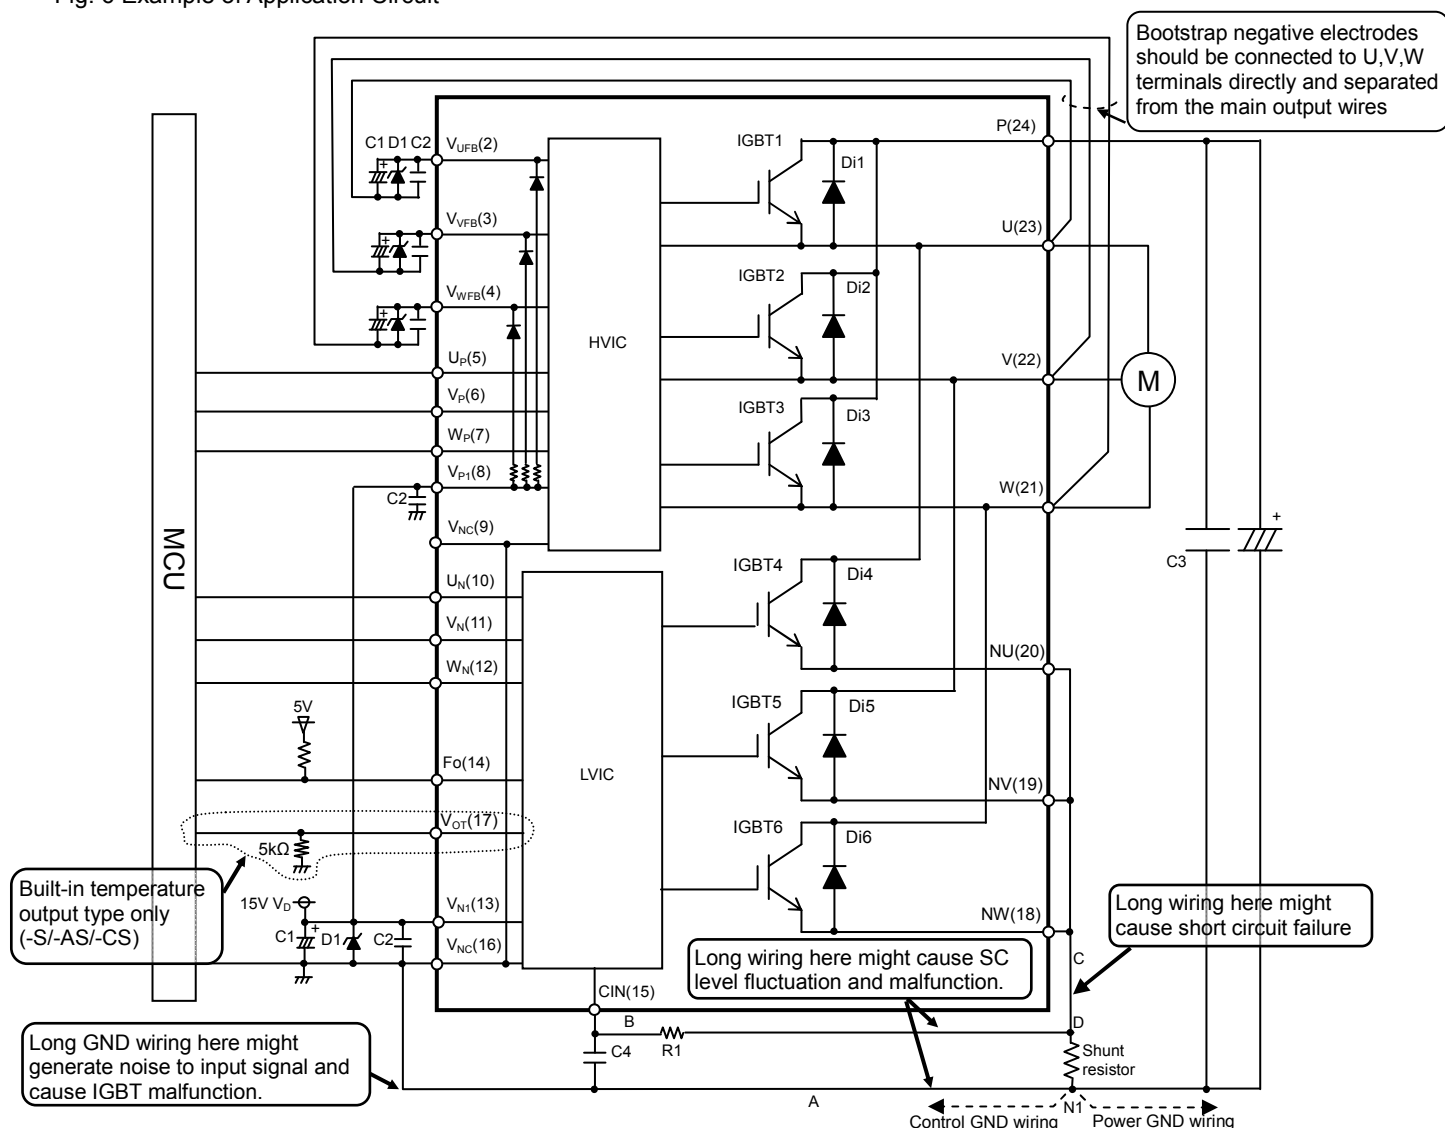 Fig. 6 Example of Application Circuit
Bootstrap negative electrodes
should be connected to U,V,W
terminals directly and separated
from the main output wires
C1 D1 C2
+
VUFB(2)
IGBT1
Di1
P(24)
+
VVFB(3)
U(23)
IGBT2
Di2
+
VWFB(4)
HVIC
UP(5)
V(22)
M
VP(6)
IGBT3
Di3
WP(7)
VP1(8)
C2
W(21)
VNC(9)
MCU
C3
+
IGBT4
Di4
UN(10)
VN(11)
NU(20)
WN(12)
5V
IGBT5
Di5
Fo(14)
LVIC
NV(19)
VOT(17)
5kΩ
IGBT6
Di6
Built-in temperature
output type only
(-S/-AS/-CS)
15V VD
VN1(13)
NW(18)
C1
+
D1
C2
VNC(16)
Long wiring here might
cause short circuit failure
Long wiring here might cause SC
level fluctuation and malfunction.
C
CIN(15)
B
D
C4
R1
Shunt
resistor
Long GND wiring here might
generate noise to input signal and
cause IGBT malfunction.
A
N1
Control GND wiring
Power GND wiring